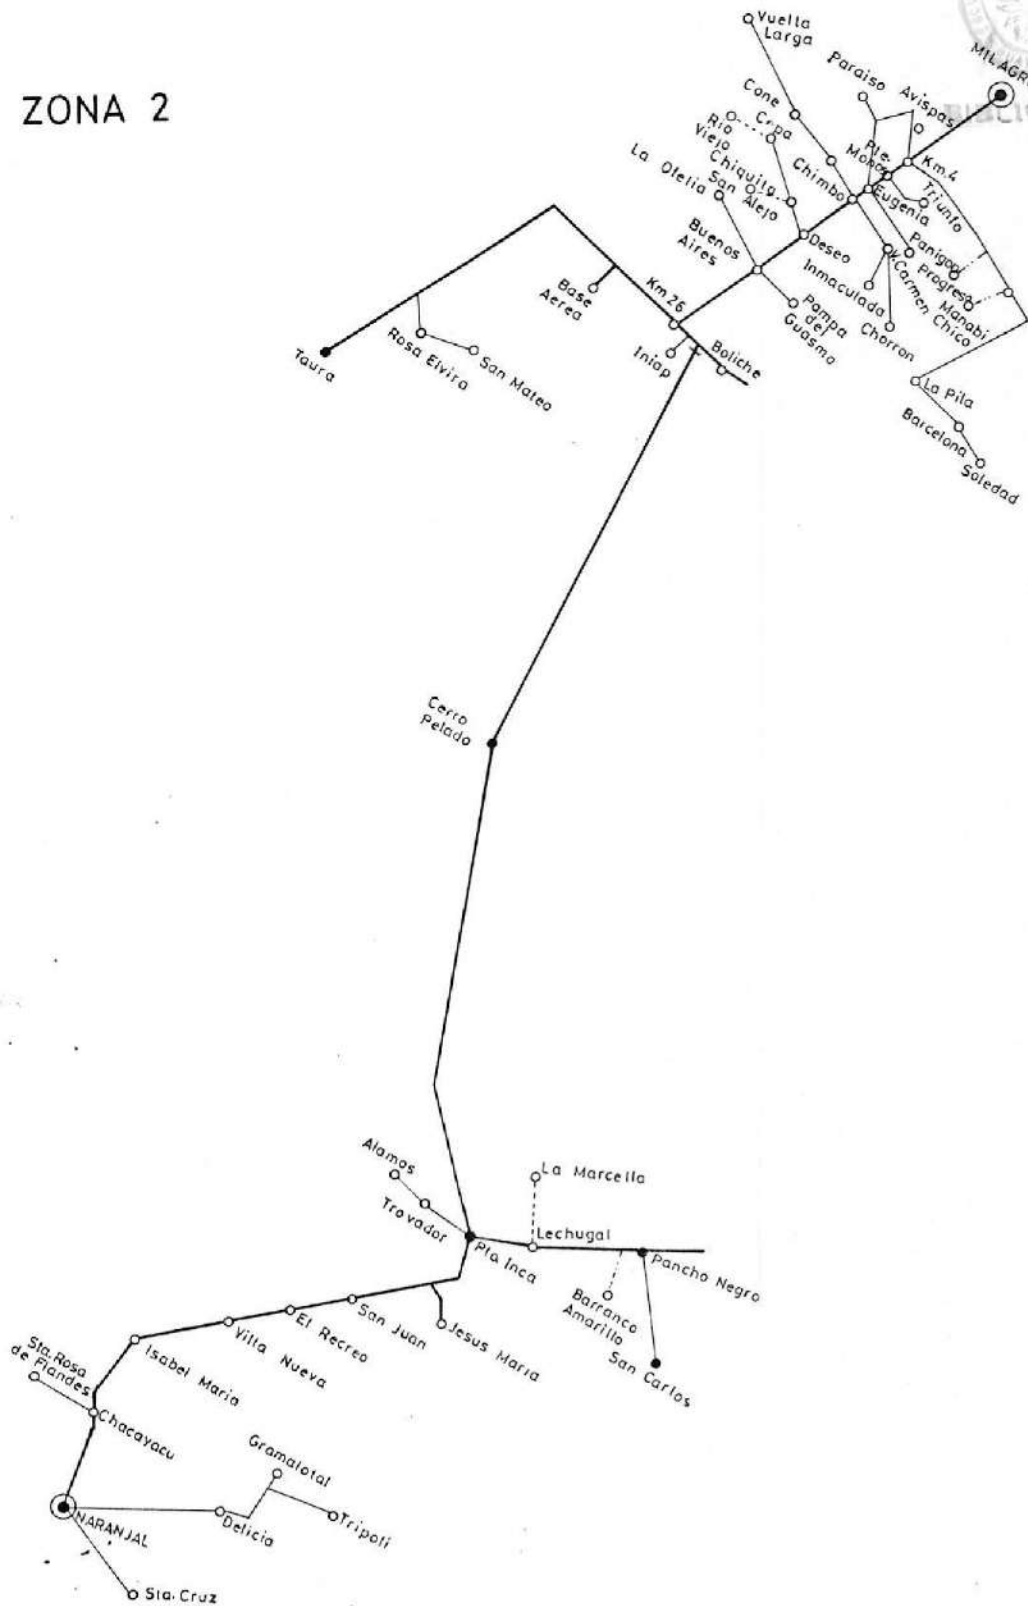 ZONA 2
Vuelta
Larga
MILAGRO
Paraiso
Avispas
Cone
Rio
Viejo
Chiquita
San Alejo
La Ofelia
Chimbo
Pte.
Km.4
Eugenia
Triunfo
Buenos
Aires
Deseo
Panigon
Progreso
Manabi
Carmen Chico
Inmaculada
Chorron
Km 26
Base
Aerea
Pampa
del
Guasmo
Boliche
Iniap
Taura
Rosa Elvira
San Mateo
La Pila
Barcelona
Soledad
Cerro
Pelado
Alamos
Trovador
La Marcella
Lechugal
Pta. Inca
Pancho Negro
Barranco
Amarillo
San Carlos
Jesus Maria
San Juan
El Recreo
Villa Nueva
Isabel Maria
Sta. Rosa
de Flandes
Chacayacu
Gramalotal
NARANJAL
Delicia
Tripoli
Sta. Cruz